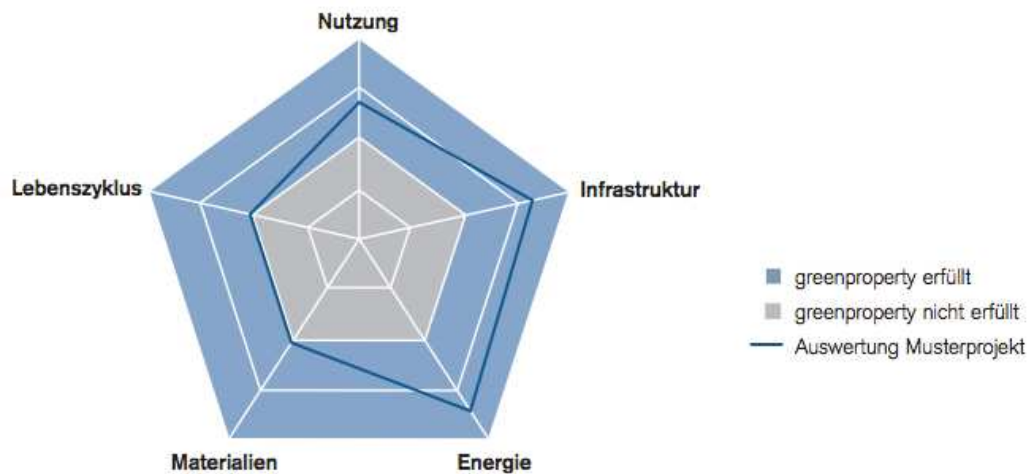 Nutzung
Lebenszyklus
Infrastruktur
greenproperty erfüllt
greenproperty nicht erfüllt
Auswertung Musterprojekt
Materialien
Energie